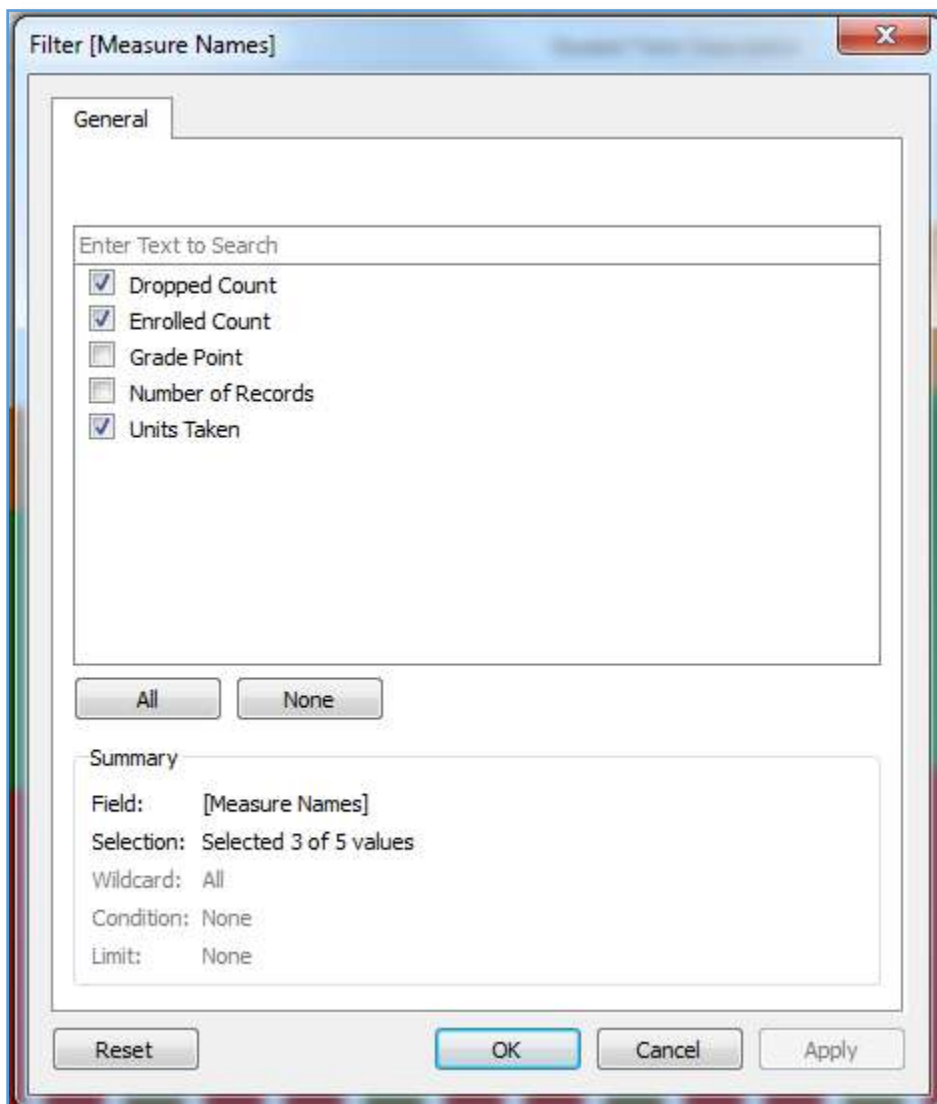 Filter [Measure Names]
General
Enter Text to Search
Dropped Count
Enrolled Count
Grade Point
Number of Records
Units Taken
All None
Summary
Field: [Measure Names]
Selection: Selected 3 of 5 values
Wildcard: All
Condition: None
Limit: None
Reset OK Cancel Apply